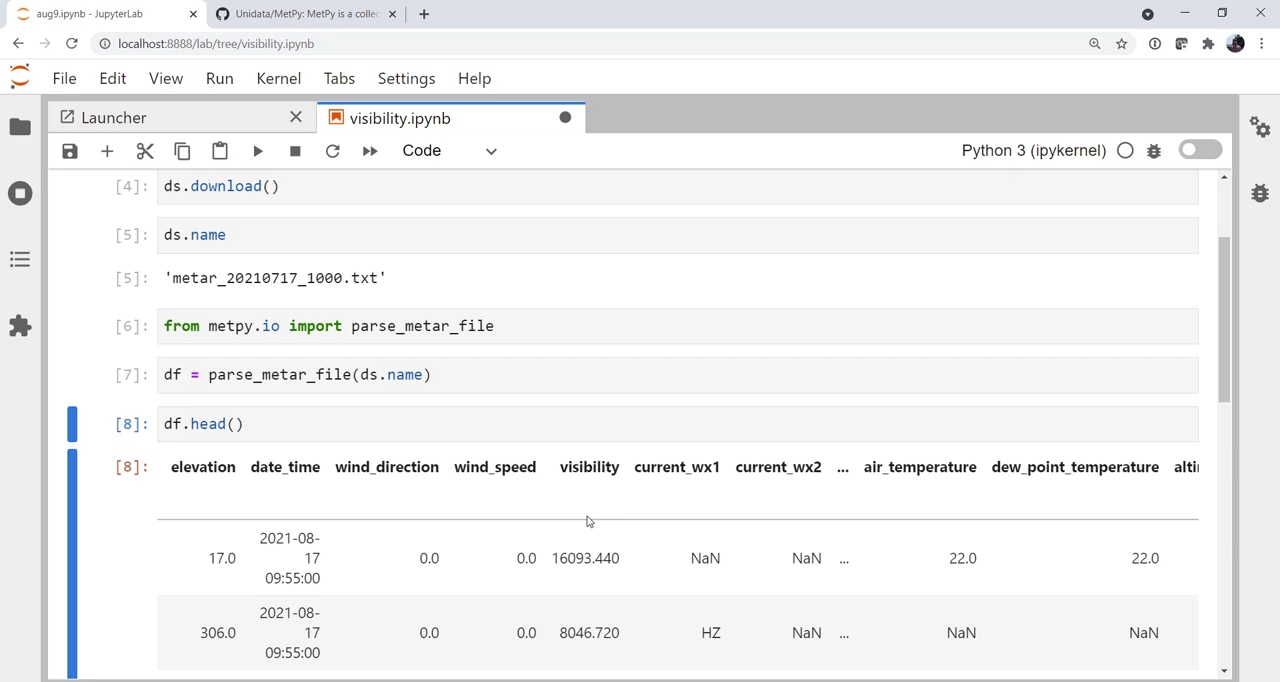 aug9.ipynb - JupyterLab
Unidata/MetPy: MetPy is a collec
localhost:8888/lab/tree/visibility.ipynb
File Edit View Run Kernel Tabs Settings Help
Launcher
visibility.ipynb
Code
Python 3 (ipykernel)
[4]: ds.download()
[5]: ds.name
[5]: 'metar_20210717_1000.txt'
[6]: from metpy.io import parse_metar_file
[7]: df = parse_metar_file(ds.name)
[8]: df.head()
[8]: elevation date_time wind_direction wind_speed visibility current_wx1 current_wx2 ... air_temperature dew_point_temperature altii
2021-08-
17.0 17 0.0 0.0 16093.440 NaN NaN ... 22.0 22.0
09:55:00
2021-08-
306.0 17 0.0 0.0 8046.720 HZ NaN ... NaN NaN
09:55:00